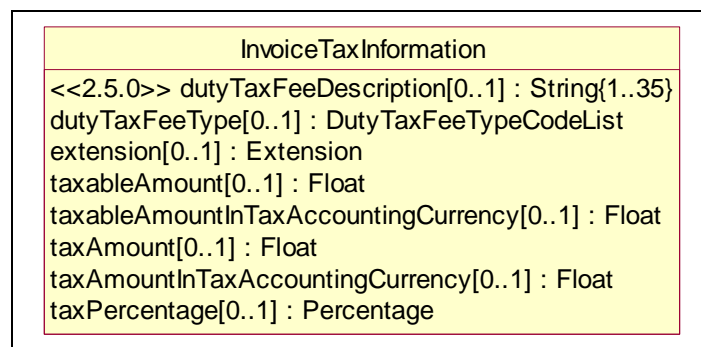 InvoiceTaxInformation
<<2.5.0>> dutyTaxFeeDescription[0..1] : String{1..35}
dutyTaxFeeType[0..1] : DutyTaxFeeTypeCodeList
extension[0..1] : Extension
taxableAmount[0..1] : Float
taxableAmountInTaxAccountingCurrency[0..1] : Float
taxAmount[0..1] : Float
taxAmountInTaxAccountingCurrency[0..1] : Float
taxPercentage[0..1] : Percentage